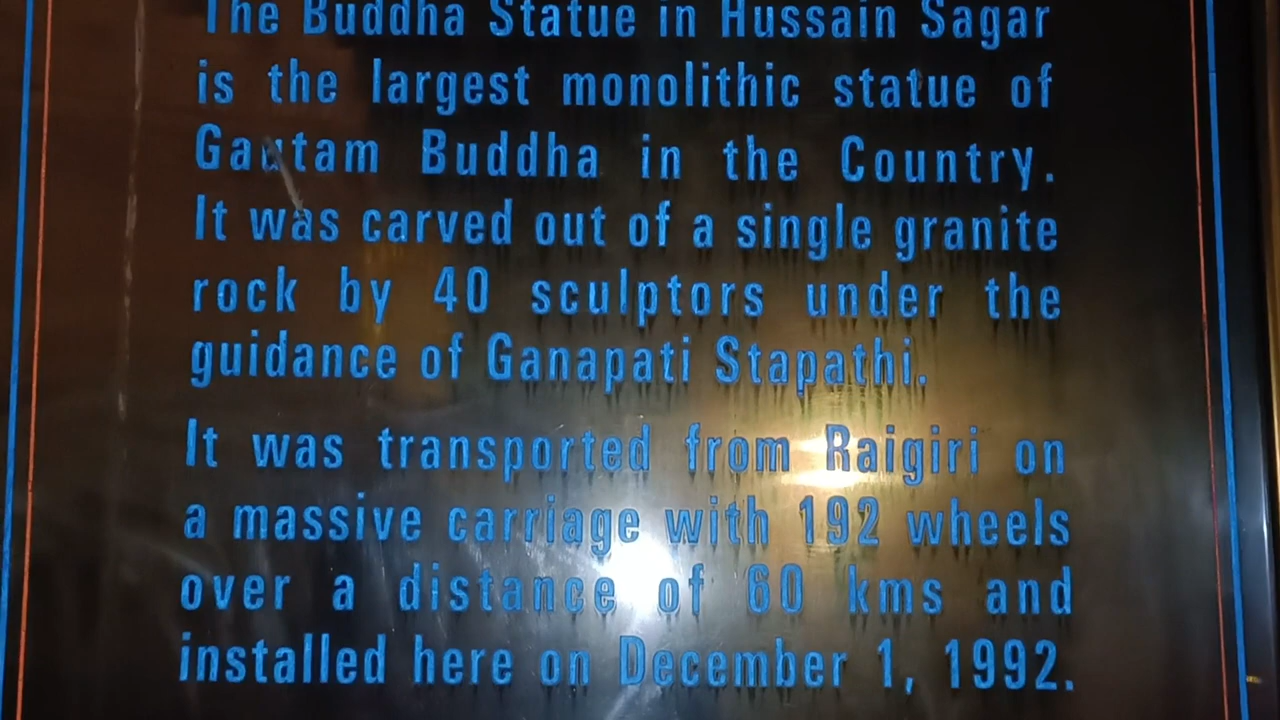 The Buddha Statue in Hussain Sagar
is the largest monolithic statue of
Gautam Buddha in the Country.
It was carved out of a single granite
rock by 40 sculptors under the
guidance of Ganapati Stapathi.
It was transported from Raigiri on
a massive carriage with 192 wheels
over a distance of 60 kms and
installed here on December 1, 1992.